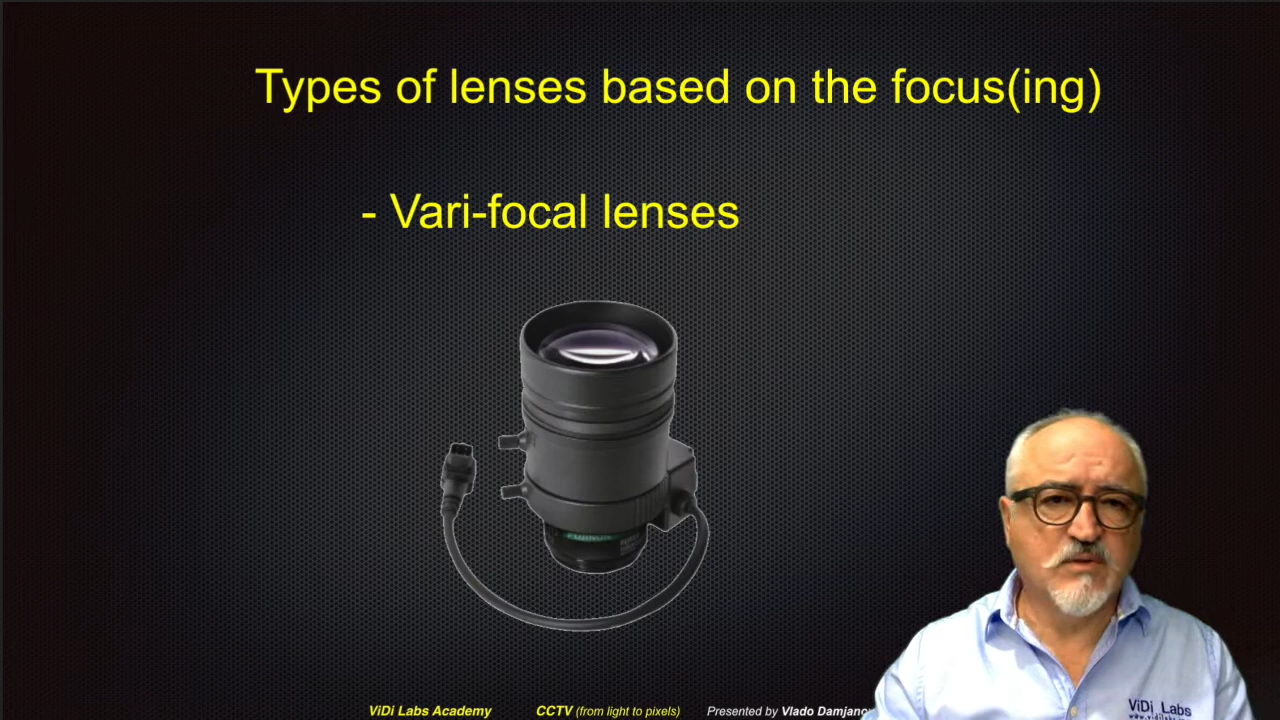 Types of lenses based on the focus(ing)
- Vari-focal lenses
ViDi Labs Academy CCTV (from light to pixels) Presented by Vlado
ViDi Labs